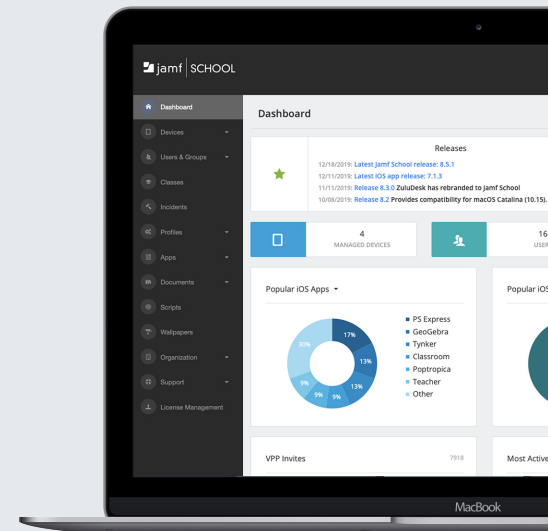 jamf SCHOOL
Dashboard
Devices
Users & Groups
Classes
Incidents
Profiles
Apps
Documents
Scripts
Wallpapers
Organization
Support
License Management
Dashboard
Releases
12/18/2019: Latest Jamf School release: 8.5.1
12/11/2019: Latest iOS app release: 7.1.3
11/11/2019: Release 8.3.0 ZuluDesk has rebranded to Jamf School
10/08/2019: Release 8.2 Provides compatibility for macOS Catalina (10.15).
4
MANAGED DEVICES
16
USER
Popular iOS Apps
17%
13%
13%
9%
9%
9%
30%
PS Express
GeoGebra
Tynker
Classroom
Poptropica
Teacher
Other
Popular iOS
VPP Invites
7918
Most Active
MacBook